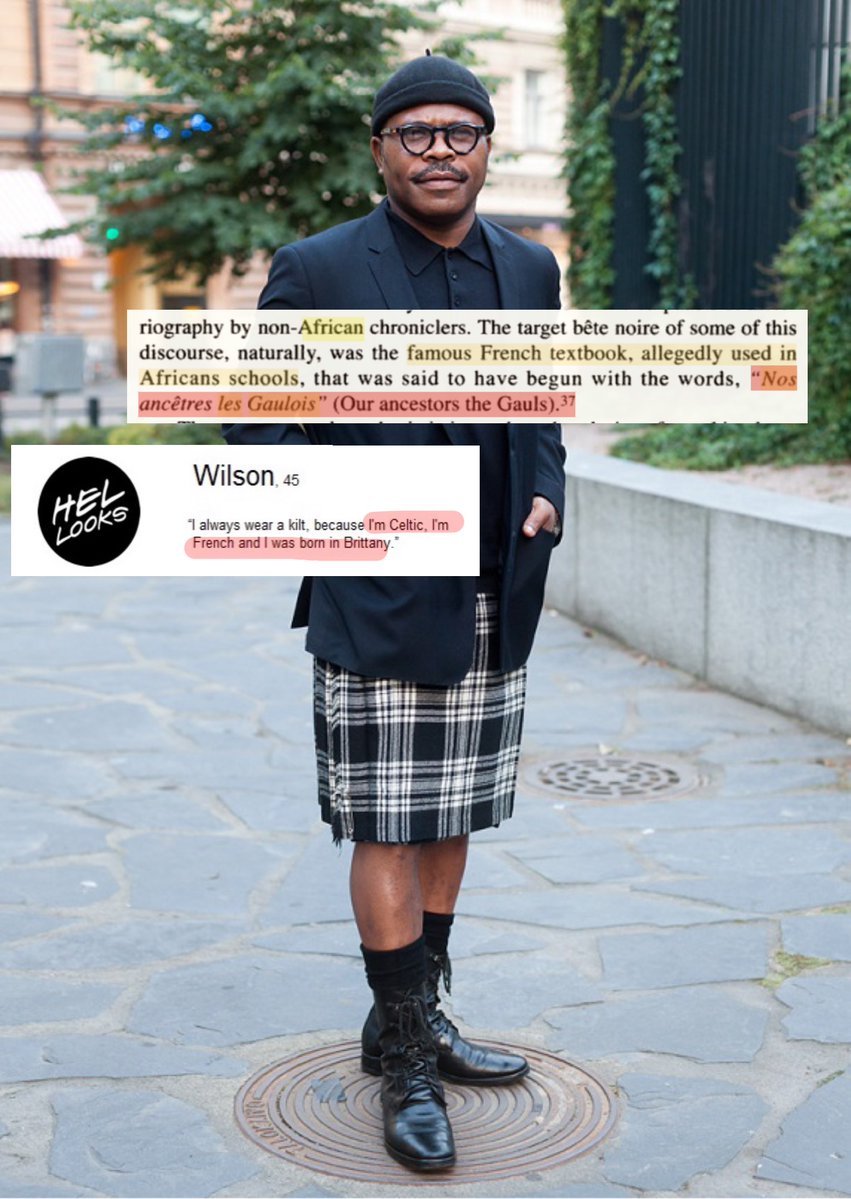 riography by non-African chroniclers. The target bête noire of some of this
discourse, naturally, was the famous French textbook, allegedly used in
Africans schools, that was said to have begun with the words, “Nos
ancêtres les Gaulois” (Our ancestors the Gauls).37
HEL
LOOKS
Wilson, 45
“I always wear a kilt, because I'm Celtic, I'm
French and I was born in Brittany.”